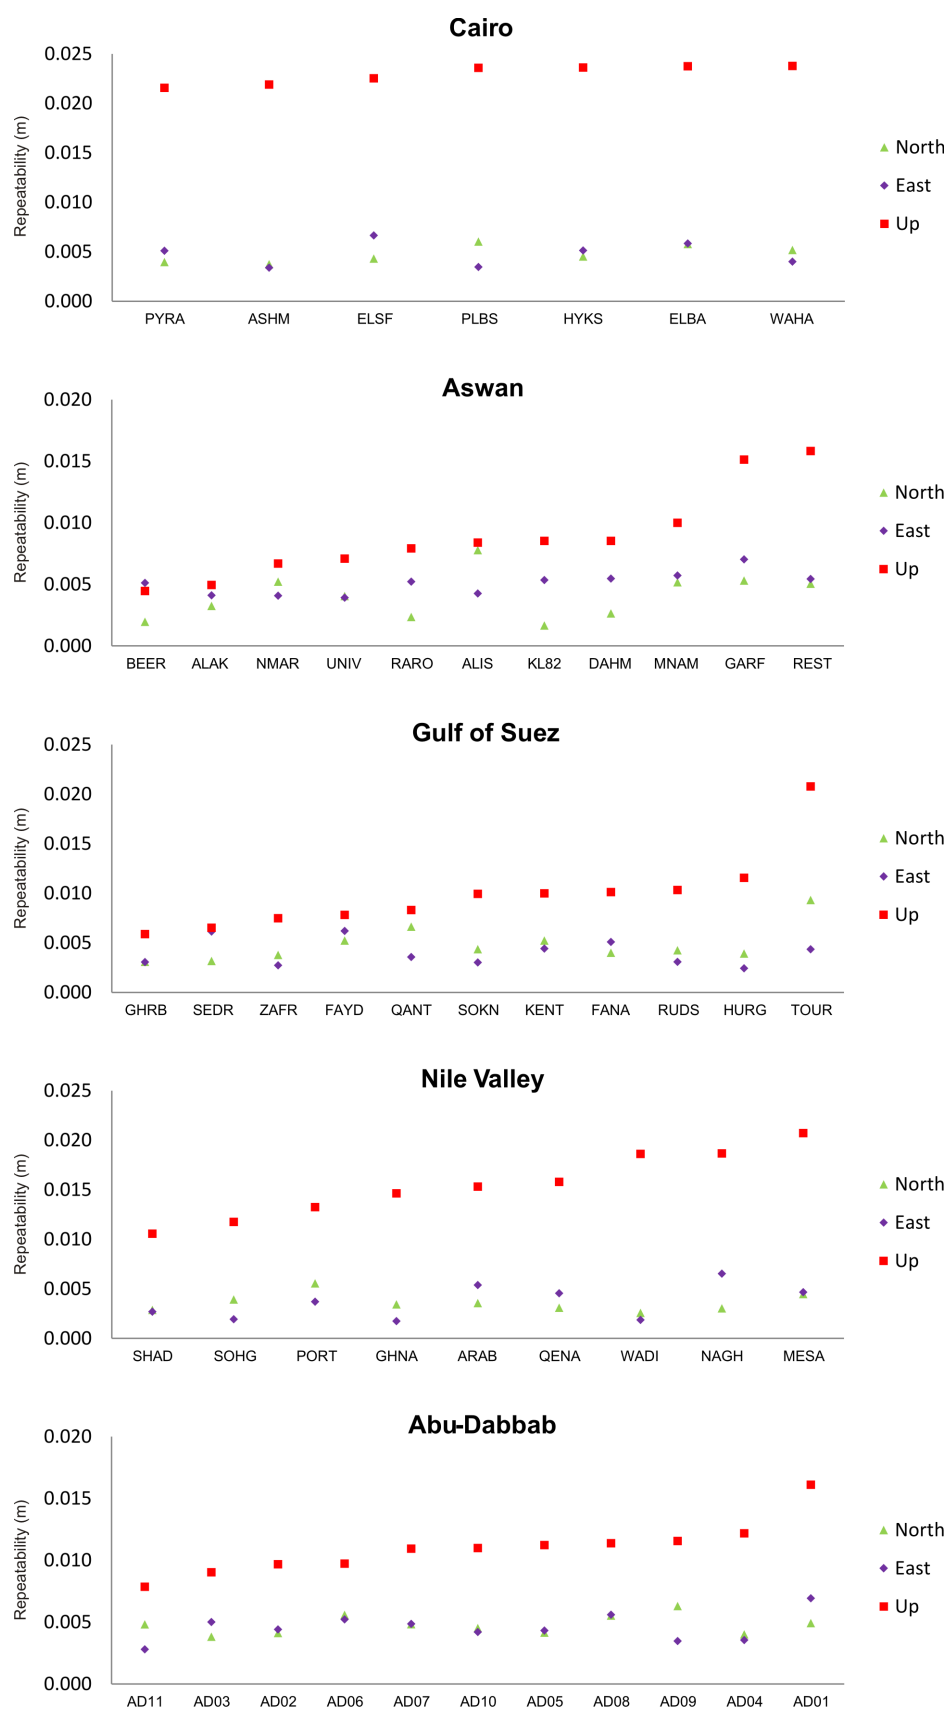 Cairo
0.025
0.020
0.015
0.010
0.005
0.000
Repeatability (m)
PYRA ASHM ELSF PLBS HYKS ELBA WAHA
North
East
Up
Aswan
0.020
0.015
0.010
0.005
0.000
Repeatability (m)
BEER ALAK NMAR UNIV RARO ALIS KL82 DAHM MNAM GARF REST
North
East
Up
Gulf of Suez
0.025
0.020
0.015
0.010
0.005
0.000
Repeatability (m)
GHRB SEDR ZAFR FAYD QANT SOKN KENT FANA RUDS HURG TOUR
North
East
Up
Nile Valley
0.025
0.020
0.015
0.010
0.005
0.000
Repeatability (m)
SHAD SOHG PORT GHNA ARAB QENA WADI NAGH MESA
North
East
Up
Abu-Dabbab
0.020
0.015
0.010
0.005
0.000
Repeatability (m)
AD11 AD03 AD02 AD06 AD07 AD10 AD05 AD08 AD09 AD04 AD01
North
East
Up